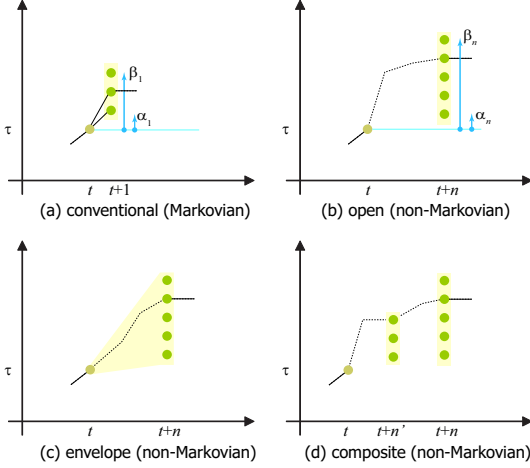 β1
α1
τ
t t+1
(a) conventional (Markovian)
βn
αn
τ
t t+n
(b) open (non-Markovian)
τ
t t+n
(c) envelope (non-Markovian)
τ
t t+n’ t+n
(d) composite (non-Markovian)